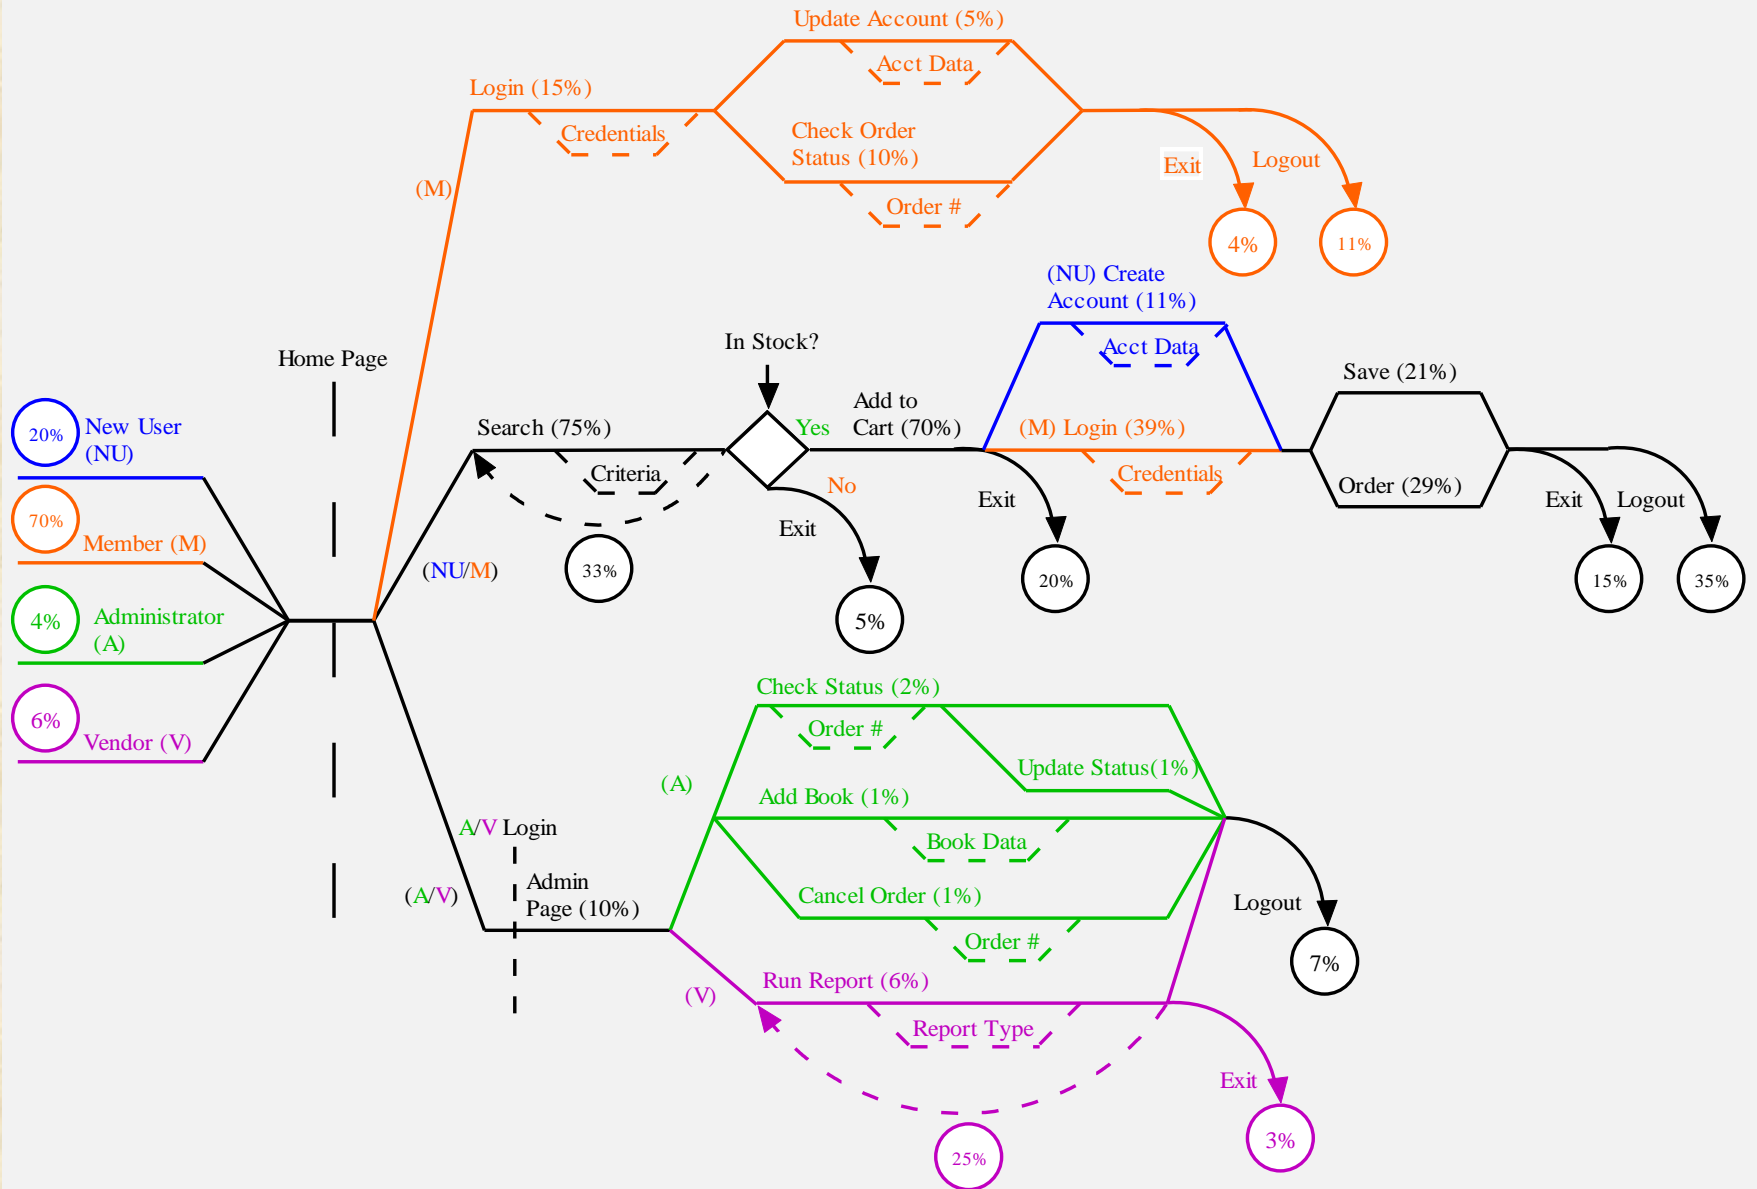 Update Account (5%)
Acct Data
Login (15%)
Credentials
Check Order
Status (10%)
Order #
(M)
Exit
Logout
4%
11%
(NU) Create
Account (11%)
Acct Data
In Stock?
Home Page
Save (21%)
20%
New User
(NU)
Search (75%)
Criteria
Yes
Add to
Cart (70%)
(M) Login (39%)
Credentials
Order (29%)
No
Exit
Exit
Exit
Logout
70%
Member (M)
(NU/M)
33%
5%
20%
15%
35%
4%
Administrator
(A)
6%
Vendor (V)
Check Status (2%)
Order #
Update Status(1%)
(A)
Add Book (1%)
Book Data
A/V Login
(A/V)
Admin
Page (10%)
Cancel Order (1%)
Order #
Logout
7%
(V)
Run Report (6%)
Report Type
Exit
25%
3%